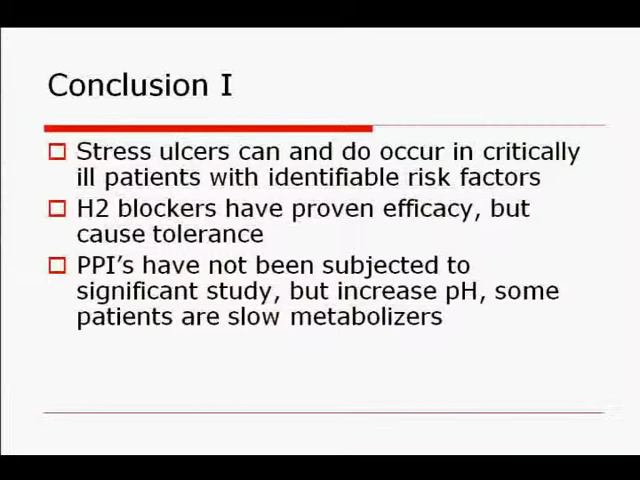 Conclusion I
Stress ulcers can and do occur in critically
ill patients with identifiable risk factors
H2 blockers have proven efficacy, but
cause tolerance
PPI's have not been subjected to
significant study, but increase pH, some
patients are slow metabolizers